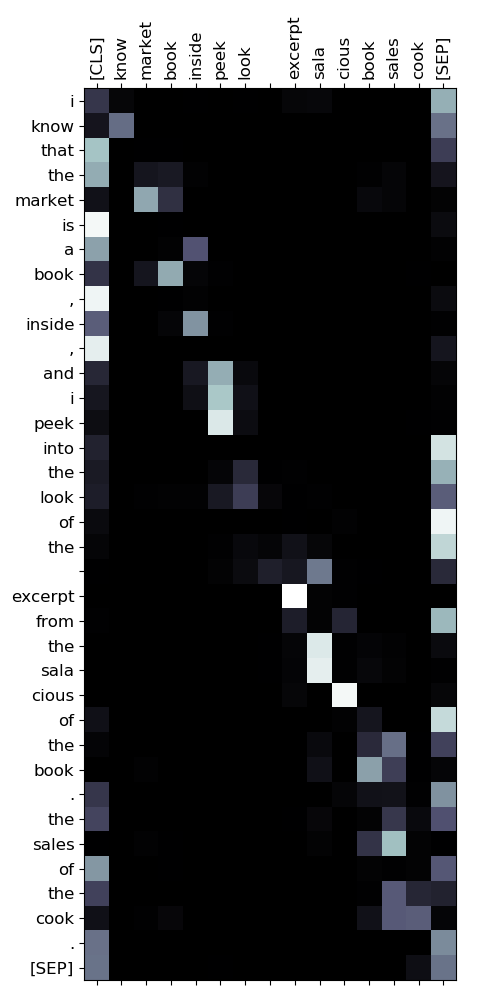 [CLS] know market book inside peek look excerpt sala cious book sales cook [SEP]
i
know
that
the
market
is
a
book
,
inside
,
and
i
peek
into
the
look
of
the
excerpt
from
the
sala
cious
of
the
book
.
the
sales
of
the
cook
.
[SEP]